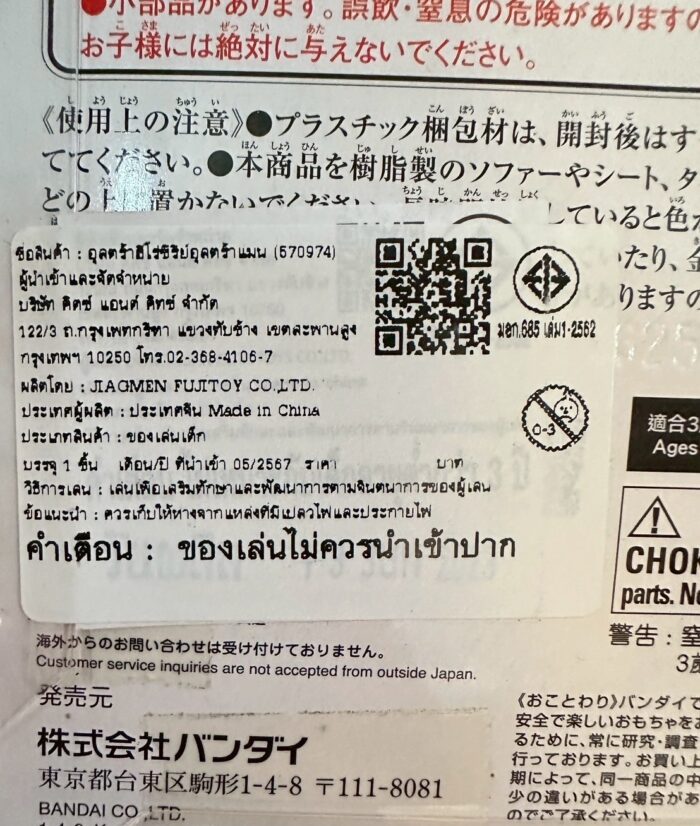 ●小部品があります。誤飲・窒息の危険がありますの
お子様には絶対に与えないでください。
《使用上の注意》●プラスチック梱包材は、開封後はす
ててください。●本商品を樹脂製のソファーやシート、タ
していると色
いたり、金
りますの
ชื่อสินค้า : อุลตร้าฮีโร่ซีรีย์อุลตร้าแมน (570974)
ผู้นำเข้าและจัดจำหน่าย
บริษัท คิตซ์ แอนด์ คิทซ์ จำกัด
122/3 ถ.กรุงเพทกรีทา แขวงทับช้าง เขตสะพานสูง
กรุงเทพฯ 10250 โทร.02-368-4106-7
มอก.685 เล่ม1-2562
ผลิตโดย : JIAGMEN FUJITOY CO.,LTD.
ประเทศผู้ผลิต : ประเทศจีน Made in China
ประเภทสินค้า : ของเล่นเด็ก
0-3
บรรจุ 1 ชิ้น เดือน/ปี ที่นำเข้า 05/2567 ราคา บาท
วิธีการเล่น : เล่นเพื่อเสริมทักษะและพัฒนาการตามจินตนาการของผู้เล่น
ข้อแนะนำ : ควรเก็บให้ห่างจากแหล่งที่มีเปลวไฟและประกายไฟ
คำเตือน : ของเล่นไม่ควรนำเข้าปาก
適合3
Ages
CHOK
parts. N
警告 : 窒
3歲
海外からのお問い合わせは受け付けておりません。
Customer service inquiries are not accepted from outside Japan.
発売元
株式会社バンダイ
東京都台東区駒形1-4-8 〒111-8081
BANDAI CO.,LTD.
《おことわり》バンダイで
安全で楽しいおもちゃをお
るために、常に研究・調査
行っております。お買い上
期によって、同一商品の中
少の違いがある場合があ
のでご了承ください。